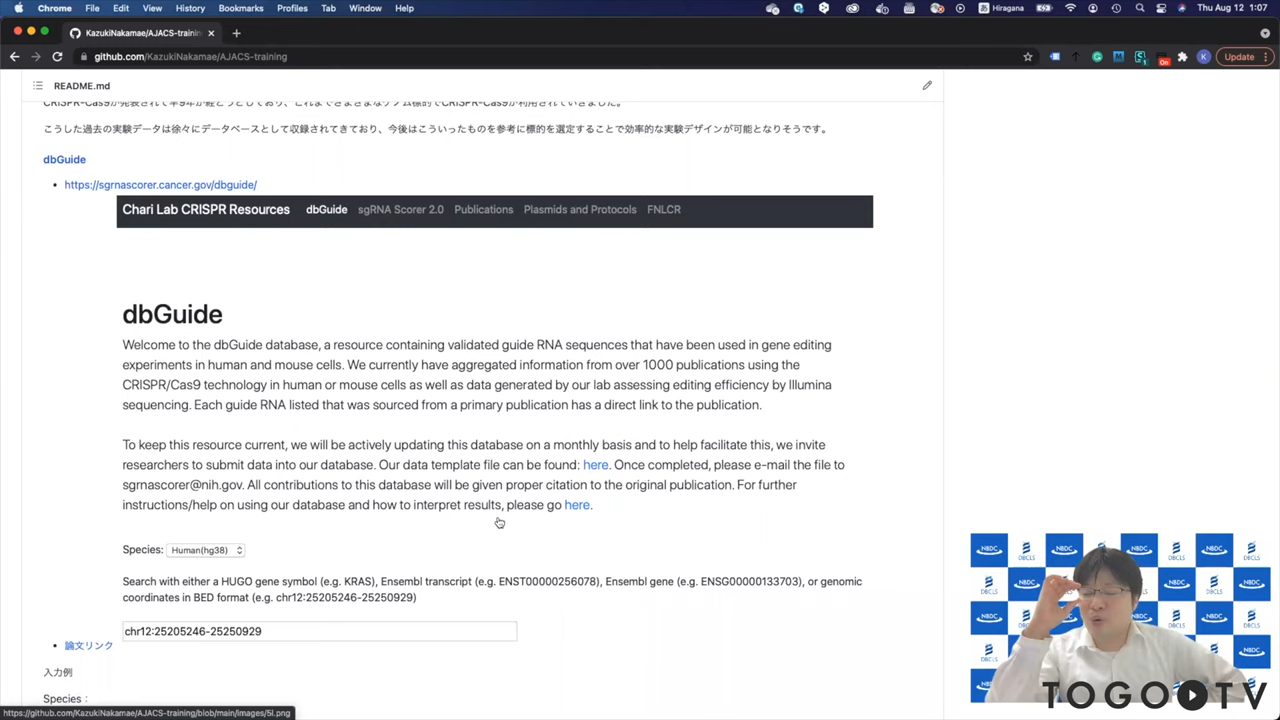 Chrome File Edit View History Bookmarks Profiles Tab Window Help Hiragana Thu Aug 12 1:07
KazukiNakamae/AJACS-trainin
github.com/KazukiNakamae/AJACS-training
On K Update
README.md
こうした過去の実験データは徐々にデータベースとして収録されてきており、今後はこういったものを参考に標的を選定することで効率的な実験デザインが可能となりそうです。
dbGuide
https://sgrnascorer.cancer.gov/dbguide/
Chari Lab CRISPR Resources dbGuide sgRNA Scorer 2.0 Publications Plasmids and Protocols FNLCR
dbGuide
Welcome to the dbGuide database, a resource containing validated guide RNA sequences that have been used in gene editing
experiments in human and mouse cells. We currently have aggregated information from over 1000 publications using the
CRISPR/Cas9 technology in human or mouse cells as well as data generated by our lab assessing editing efficiency by Illumina
sequencing. Each guide RNA listed that was sourced from a primary publication has a direct link to the publication.
To keep this resource current, we will be actively updating this database on a monthly basis and to help facilitate this, we invite
researchers to submit data into our database. Our data template file can be found: here. Once completed, please e-mail the file to
sgrnascorer@nih.gov. All contributions to this database will be given proper citation to the original publication. For further
instructions/help on using our database and how to interpret results, please go here.
Species: Human(hg38)
Search with either a HUGO gene symbol (e.g. KRAS), Ensembl transcript (e.g. ENST00000256078), Ensembl gene (e.g. ENSG00000133703), or genomic
coordinates in BED format (e.g. chr12:25205246-25250929)
chr12:25205246-25250929
論文リンク
入力例
Species：
https://github.com/KazukiNakamae/AJACS-training/blob/main/images/5I.png
NBDC DBCLS
TOGO TV